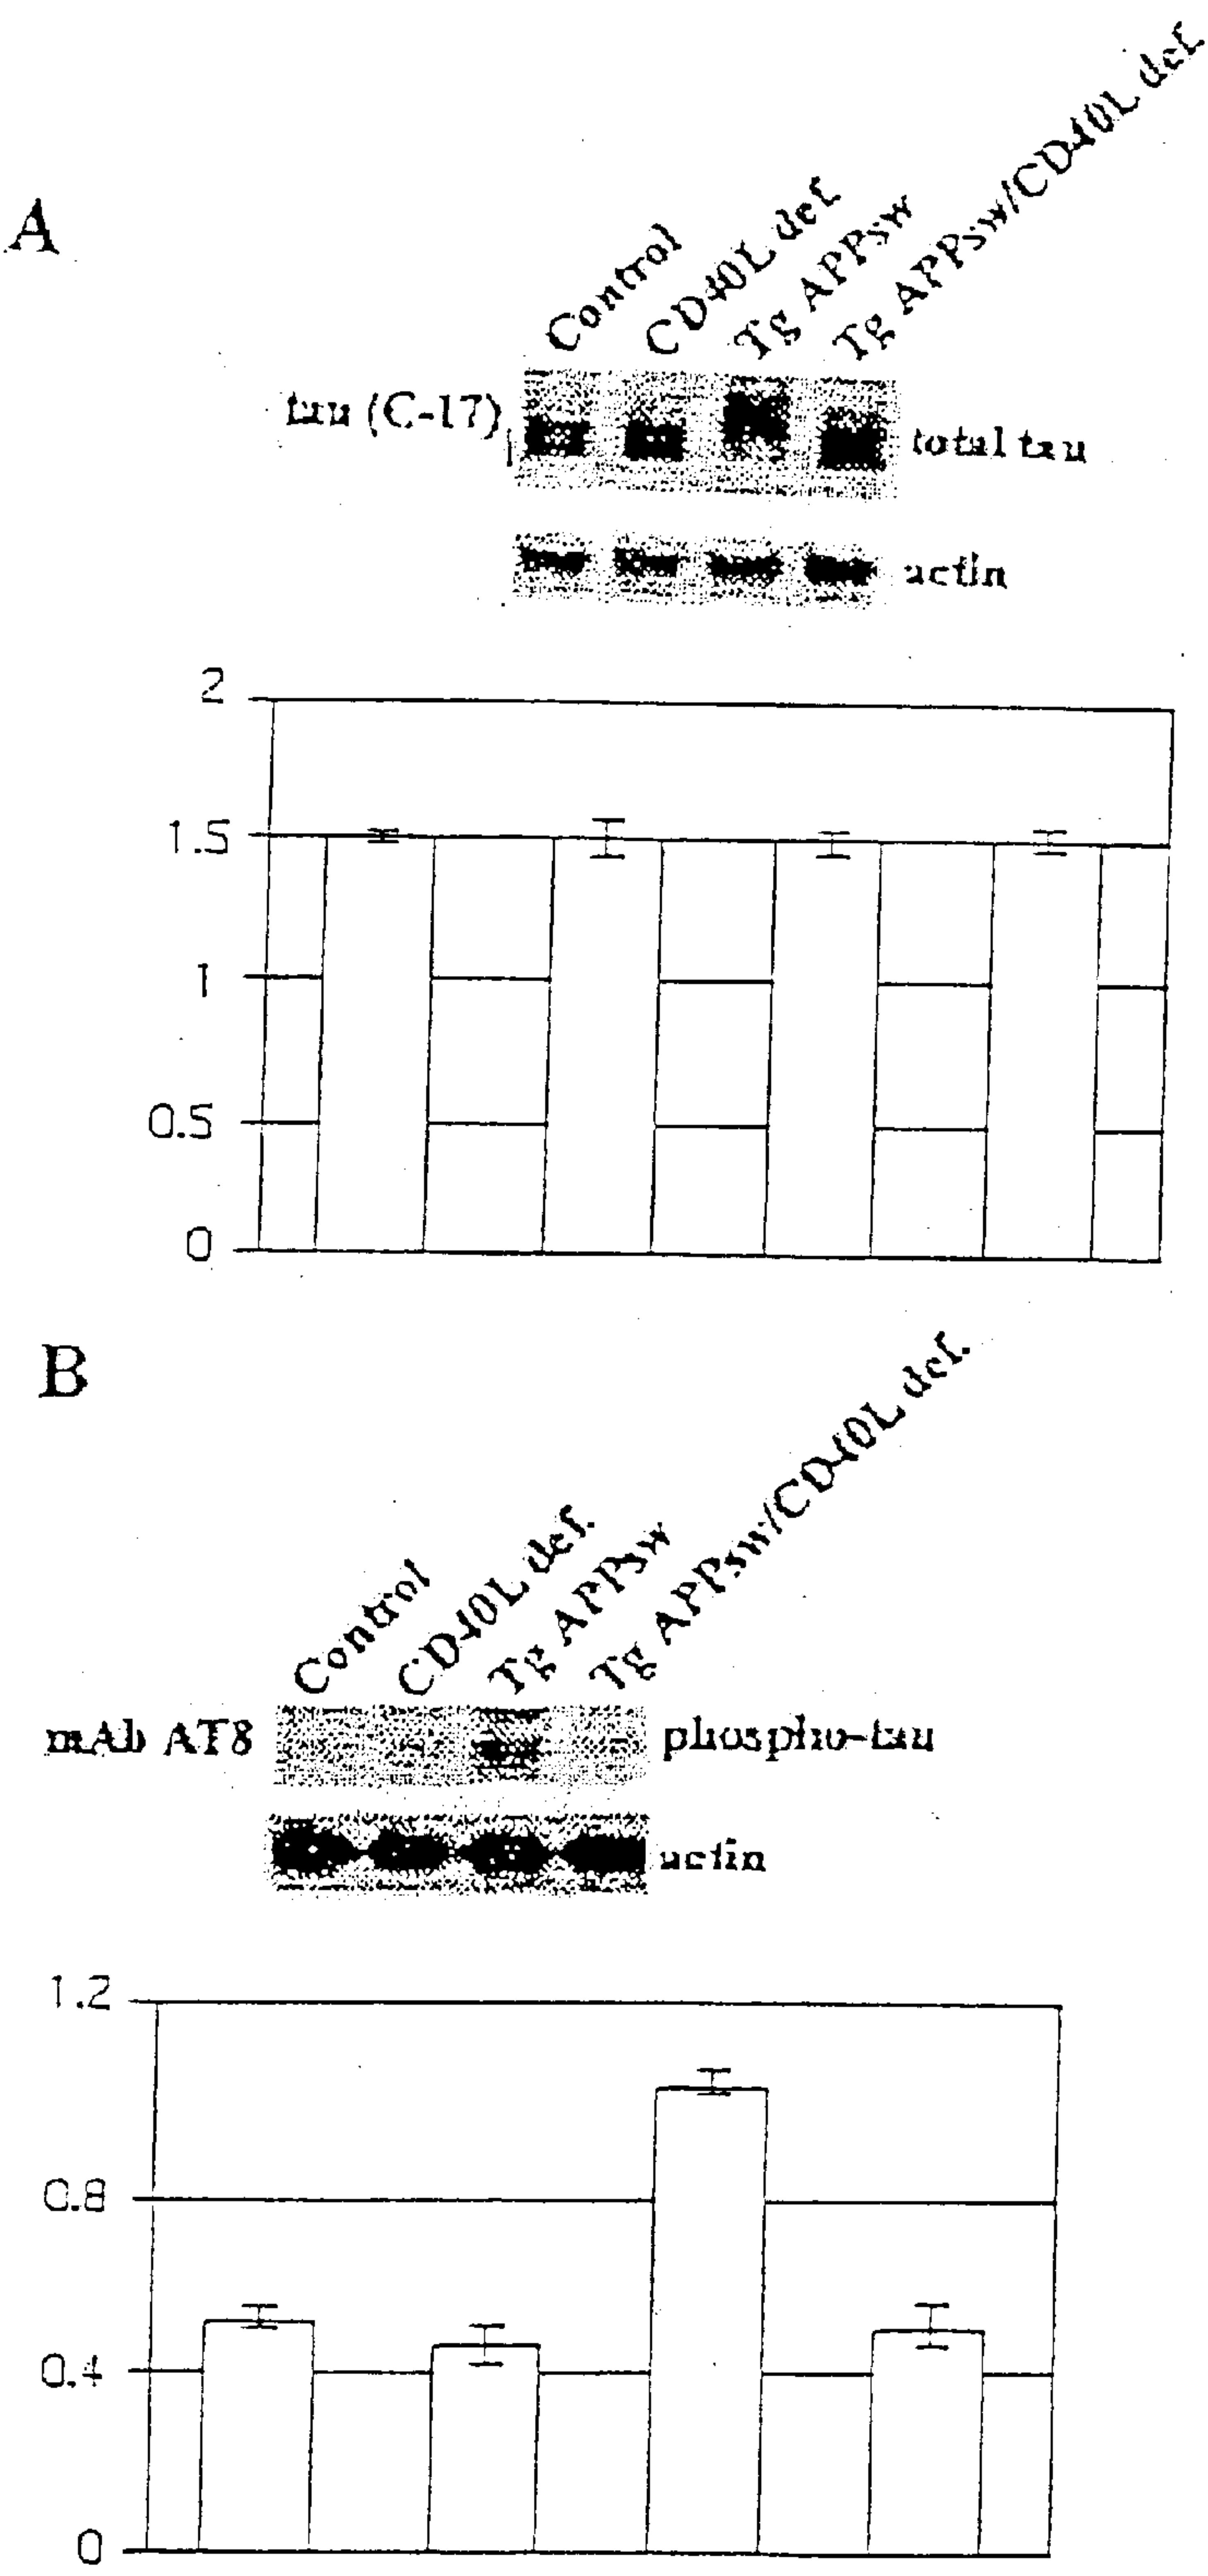 A
Control
CD40L def.
Tg APPsw
Tg APPsw/CD40L def.
tau (C-17)
total tau
actin
2
1.5
1
0.5
0
B
Control
CD40L def.
Tg APPsw
Tg APPsw/CD40L def.
mAb AT8
phospho-tau
actin
1.2
0.8
0.4
0